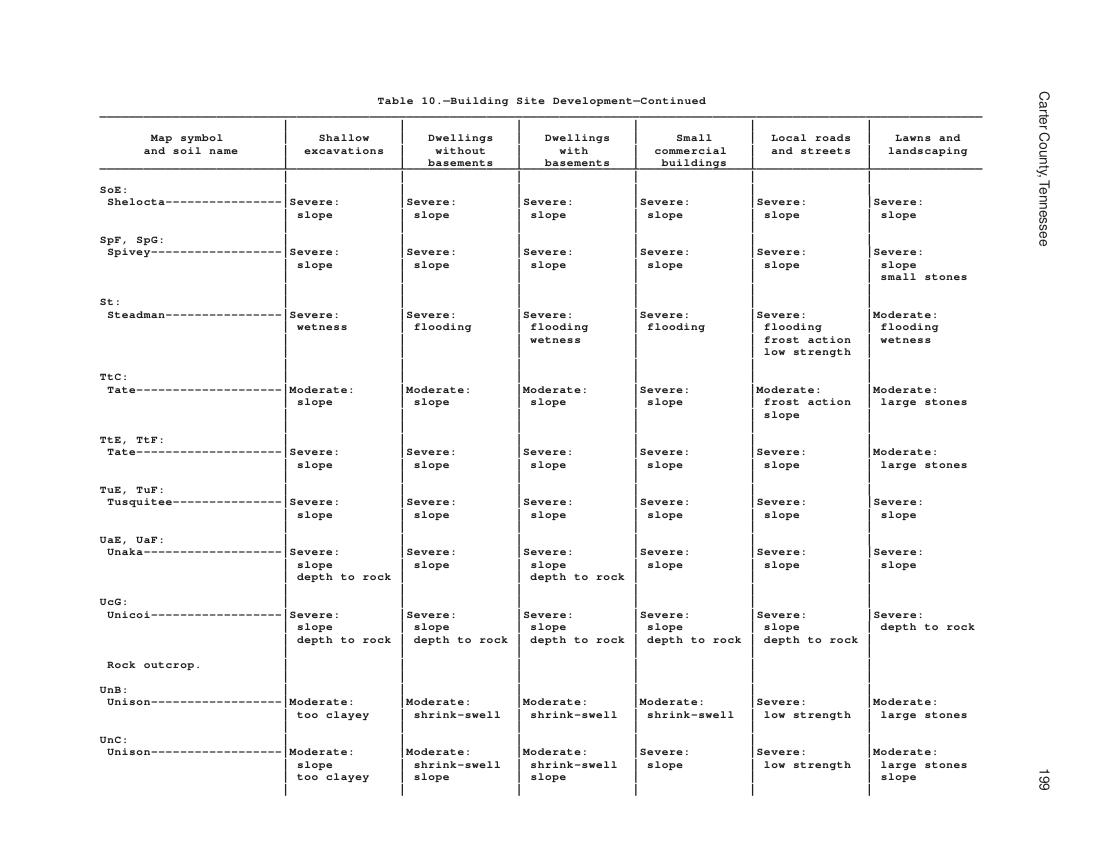 Table 10.—Building Site Development—Continued
Map symbol and soil name | Shallow excavations | Dwellings without basements | Dwellings with basements | Small commercial buildings | Local roads and streets | Lawns and landscaping
SoE:
Shelocta----------------- | Severe: slope | Severe: slope | Severe: slope | Severe: slope | Severe: slope | Severe: slope
SpF, SpG:
Spivey------------------- | Severe: slope | Severe: slope | Severe: slope | Severe: slope | Severe: slope | Severe: slope small stones
St:
Steadman----------------- | Severe: wetness | Severe: flooding | Severe: flooding wetness | Severe: flooding | Severe: flooding frost action low strength | Moderate: flooding wetness
TtC:
Tate--------------------- | Moderate: slope | Moderate: slope | Moderate: slope | Severe: slope | Moderate: frost action slope | Moderate: large stones
TtE, TtF:
Tate--------------------- | Severe: slope | Severe: slope | Severe: slope | Severe: slope | Severe: slope | Moderate: large stones
TuE, TuF:
Tusquitee---------------- | Severe: slope | Severe: slope | Severe: slope | Severe: slope | Severe: slope | Severe: slope
UaE, UaF:
Unaka-------------------- | Severe: slope depth to rock | Severe: slope | Severe: slope depth to rock | Severe: slope | Severe: slope | Severe: slope
UcG:
Unicoi------------------- | Severe: slope depth to rock | Severe: slope depth to rock | Severe: slope depth to rock | Severe: slope depth to rock | Severe: slope depth to rock | Severe: depth to rock
Rock outcrop.
UnB:
Unison------------------- | Moderate: too clayey | Moderate: shrink-swell | Moderate: shrink-swell | Moderate: shrink-swell | Severe: low strength | Moderate: large stones
UnC:
Unison------------------- | Moderate: slope too clayey | Moderate: shrink-swell slope | Moderate: shrink-swell slope | Severe: slope | Severe: low strength | Moderate: large stones slope
Carter County, Tennessee
199